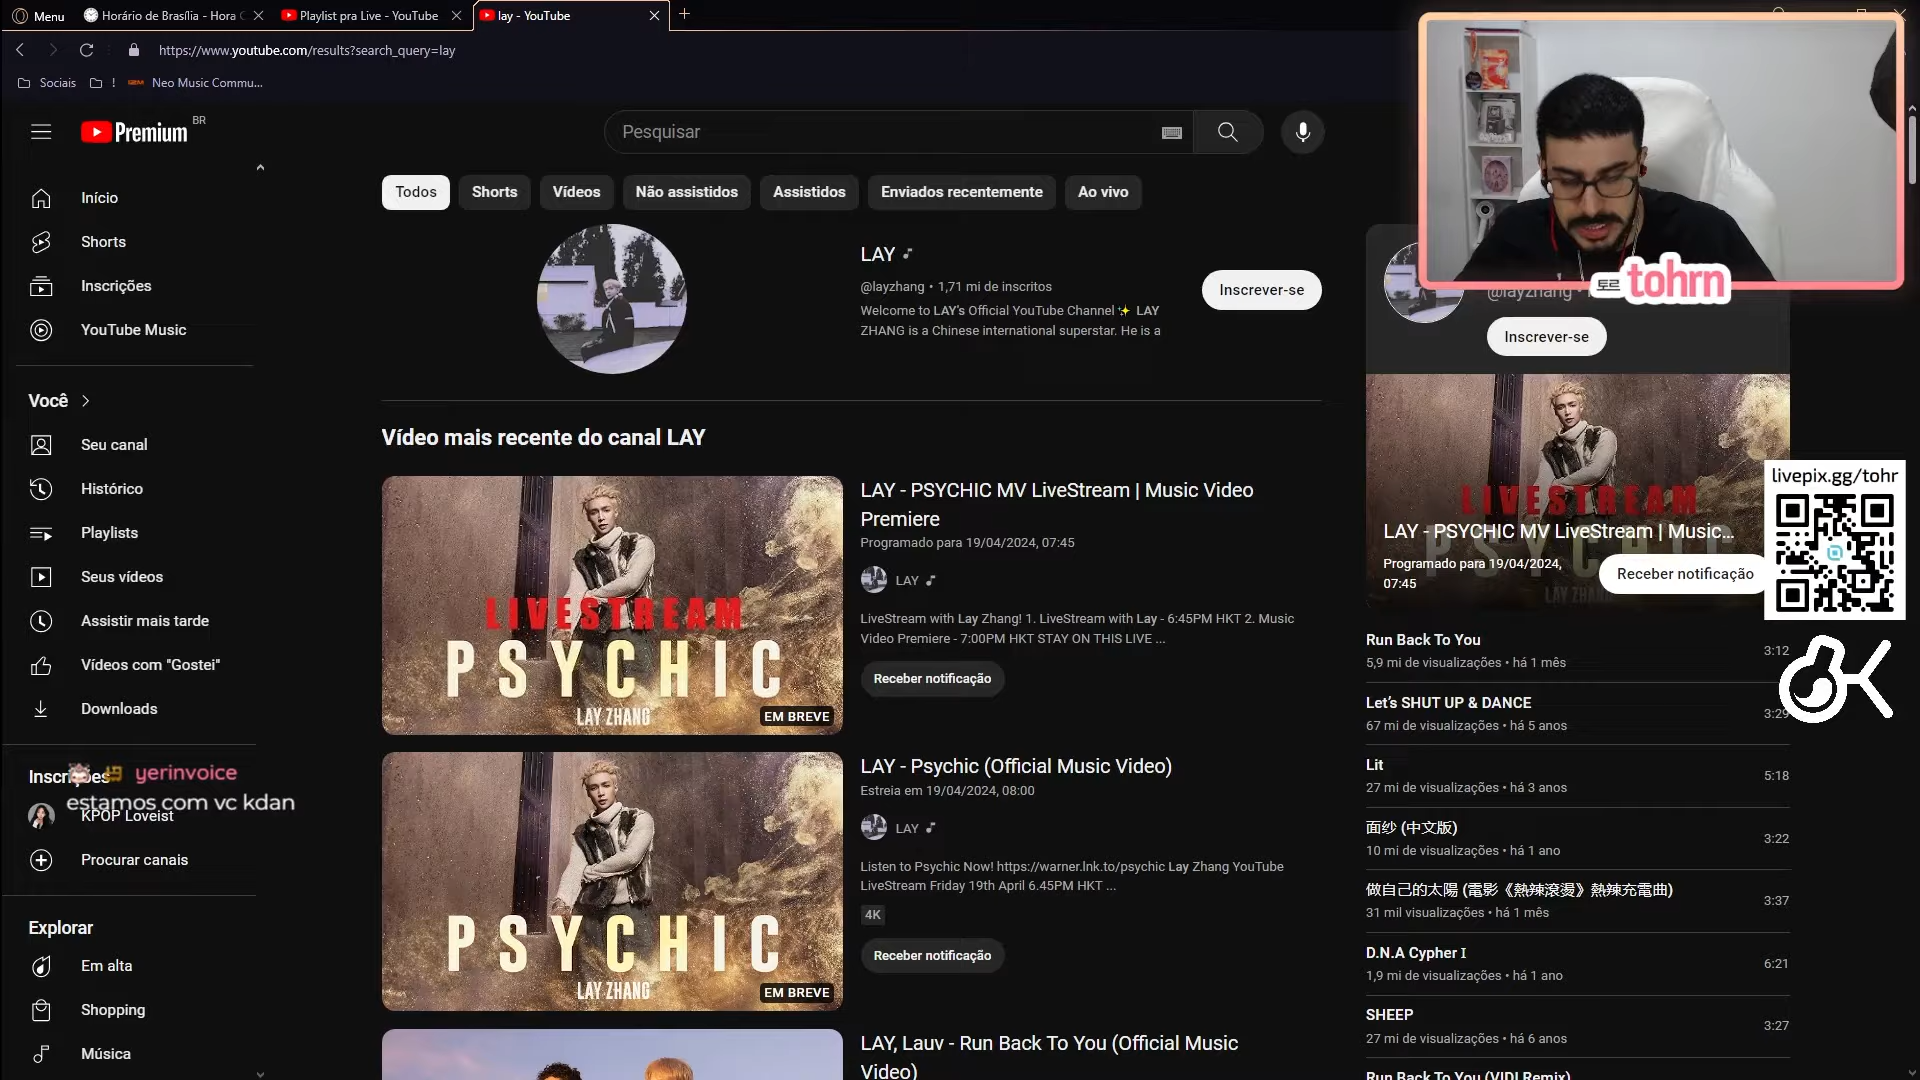 Menu
Horário de Brasília - Hora
Playlist pra Live - YouTube
lay - YouTube
https://www.youtube.com/results?search_query=lay
Sociais
!
Neo Music Commu...
Premium
BR
Pesquisar
Todos
Shorts
Vídeos
Não assistidos
Assistidos
Enviados recentemente
Ao vivo
Início
Shorts
Inscrições
YouTube Music
Você
Seu canal
Histórico
Playlists
Seus vídeos
Assistir mais tarde
Vídeos com "Gostei"
Downloads
Inscrições
yerinvoice
estamos com vc kdan
KPOP Loveist
Procurar canais
Explorar
Em alta
Shopping
Música
LAY ♪
@layzhang • 1,71 mi de inscritos
Welcome to LAY's Official YouTube Channel✨ LAY
ZHANG is a Chinese international superstar. He is a
Inscrever-se
Vídeo mais recente do canal LAY
LIVESTREAM
PSYCHIC
LAY ZHANG
EM BREVE
LAY - PSYCHIC MV LiveStream | Music Video
Premiere
Programado para 19/04/2024, 07:45
LAY ♪
LiveStream with Lay Zhang! 1. LiveStream with Lay - 6:45PM HKT 2. Music
Video Premiere - 7:00PM HKT STAY ON THIS LIVE ...
Receber notificação
PSYCHIC
LAY ZHANG
EM BREVE
LAY - Psychic (Official Music Video)
Estreia em 19/04/2024, 08:00
LAY ♪
Listen to Psychic Now! https://warner.lnk.to/psychic Lay Zhang YouTube
LiveStream Friday 19th April 6.45PM HKT ...
4K
Receber notificação
LAY, Lauv - Run Back To You (Official Music
Video)
토르 tohrn
@layzhang •
Inscrever-se
LIVESTREAM
PSYCHIC
LAY ZHANG
LAY - PSYCHIC MV LiveStream | Music...
Programado para 19/04/2024,
07:45
Receber notificação
livepix.gg/tohr
Run Back To You
5,9 mi de visualizações • há 1 mês
3:12
Let's SHUT UP & DANCE
67 mi de visualizações • há 5 anos
3:29
Lit
27 mi de visualizações • há 3 anos
5:18
面纱 (中文版)
10 mi de visualizações • há 1 ano
3:22
做自己的太陽 (電影《熱辣滾燙》熱辣充電曲)
31 mil visualizações • há 1 mês
3:37
D.N.A Cypher I
1,9 mi de visualizações • há 1 ano
6:21
SHEEP
27 mi de visualizações • há 6 anos
3:27
Run Back To You (VIDI Remix)